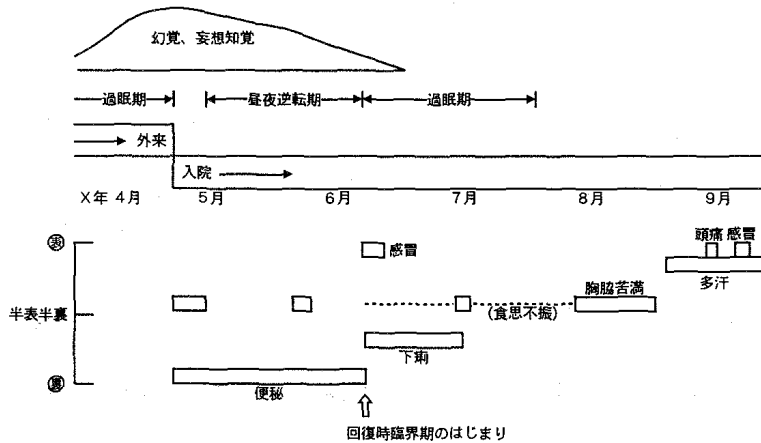 幻覚、妄想知覚
過眠期
昼夜逆転期
過眠期
外来
入院
X年 4月 5月 6月 7月 8月 9月
表
感冒
頭痛 感冒
多汗
半表半裏
(食思不振)
胸脇苦満
下痢
裏
便秘
回復時臨界期のはじまり